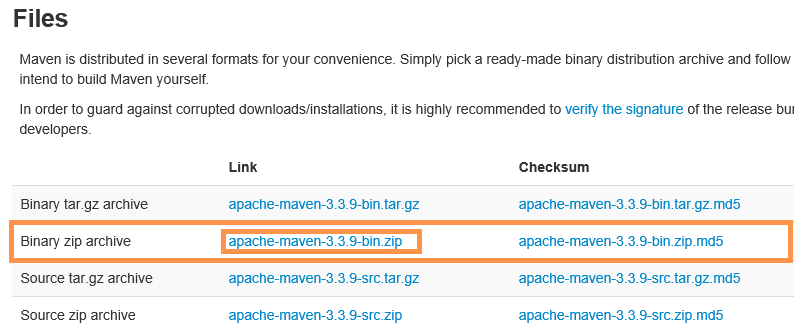 Files
Maven is distributed in several formats for your convenience. Simply pick a ready-made binary distribution archive and follow
intend to build Maven yourself.
In order to guard against corrupted downloads/installations, it is highly recommended to verify the signature of the release
developers.
Link Checksum
Binary tar.gz archive apache-maven-3.3.9-bin.tar.gz apache-maven-3.3.9-bin.tar.gz.md5
Binary zip archive apache-maven-3.3.9-bin.zip apache-maven-3.3.9-bin.zip.md5
Source tar.gz archive apache-maven-3.3.9-src.tar.gz apache-maven-3.3.9-src.tar.gz.md5
Source zip archive apache-maven-3.3.9-src.zip apache-maven-3.3.9-src.zip.md5